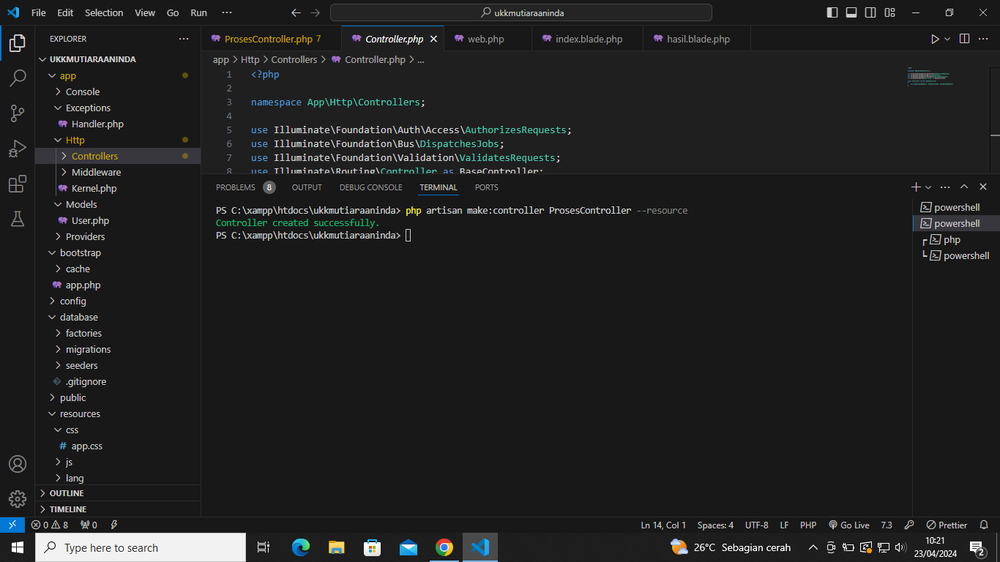 File Edit Selection View Go Run ··· ukkmutiaraaninda
EXPLORER ···
UKKMUTIARAANINDA
app
Console
Exceptions
Handler.php
Http
Controllers
Middleware
Kernel.php
Models
User.php
Providers
bootstrap
cache
app.php
config
database
factories
migrations
seeders
.gitignore
public
resources
css
# app.css
js
lang
OUTLINE
TIMELINE
ProsesController.php 7 Controller.php web.php index.blade.php hasil.blade.php
app > Http > Controllers > Controller.php > ...
1 <?php
2
3 namespace App\Http\Controllers;
4
5 use Illuminate\Foundation\Auth\Access\AuthorizesRequests;
6 use Illuminate\Foundation\Bus\DispatchesJobs;
7 use Illuminate\Foundation\Validation\ValidatesRequests;
8 use Illuminate\Routing\Controller as BaseController;
PROBLEMS 8 OUTPUT DEBUG CONSOLE TERMINAL PORTS
PS C:\xampp\htdocs\ukkmutiaraaninda> php artisan make:controller ProsesController --resource
Controller created successfully.
PS C:\xampp\htdocs\ukkmutiaraaninda>
powershell
powershell
php
powershell
0 8 0 Ln 14, Col 1 Spaces: 4 UTF-8 LF PHP Go Live 7.3 Prettier
Type here to search 26°C Sebagian cerah 10:21
23/04/2024 2